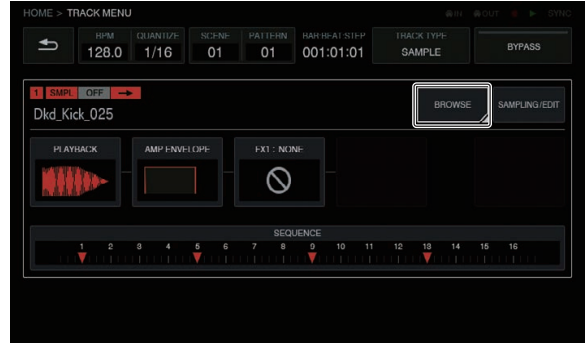 HOME > TRACK MENU
IN OUT SYNC
BPM QUANTIZE SCENE PATTERN BAR:BEAT:STEP TRACK TYPE
128.0 1/16 01 01 001:01:01 SAMPLE BYPASS
1 SMPL OFF
Dkd_Kick_025
BROWSE SAMPLING/EDIT
PLAYBACK AMP ENVELOPE FX1 : NONE
SEQUENCE
1 2 3 4 5 6 7 8 9 10 11 12 13 14 15 16